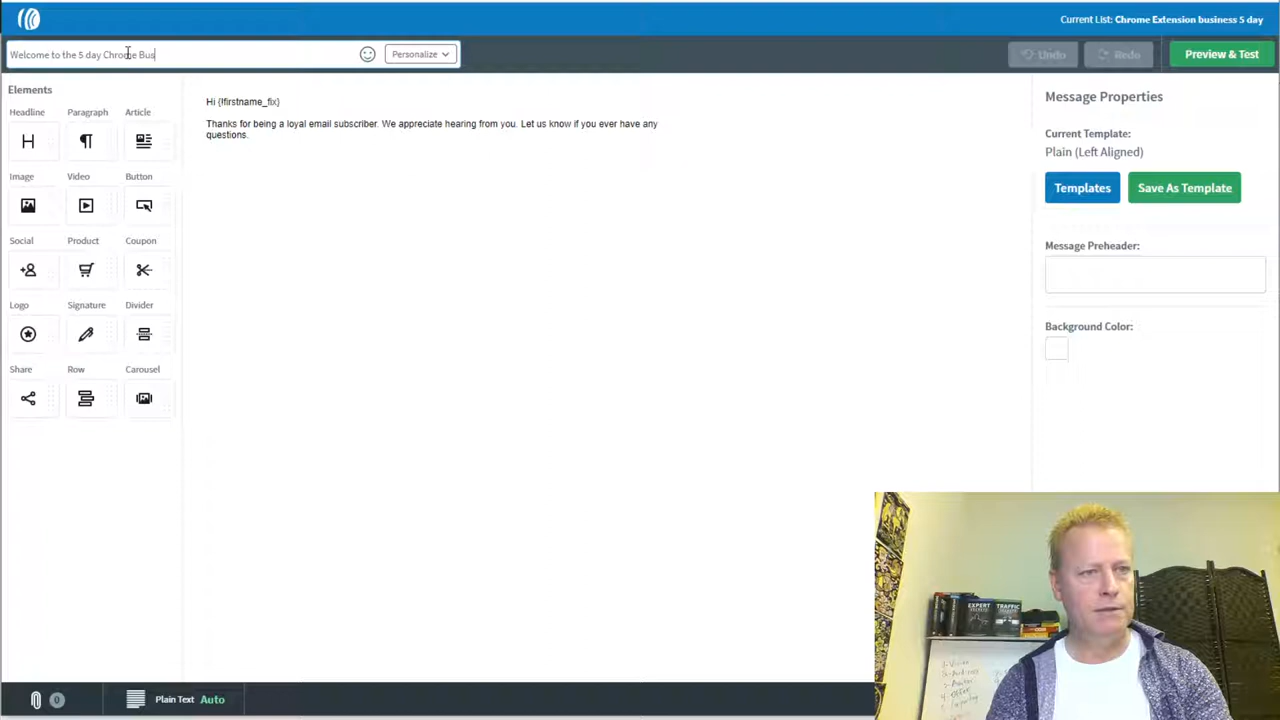 Current List: Chrome Extension business 5 day
Welcome to the 5 day Chrome Bus
Personalize
Undo
Redo
Preview & Test
Elements
Headline
Paragraph
Article
Image
Video
Button
Social
Product
Coupon
Logo
Signature
Divider
Share
Row
Carousel
Hi {!firstname_fix}
Thanks for being a loyal email subscriber. We appreciate hearing from you. Let us know if you ever have any
questions.
Message Properties
Current Template:
Plain (Left Aligned)
Templates
Save As Template
Message Preheader:
Background Color:
EXPERT
TRAFFIC
0
Plain Text Auto